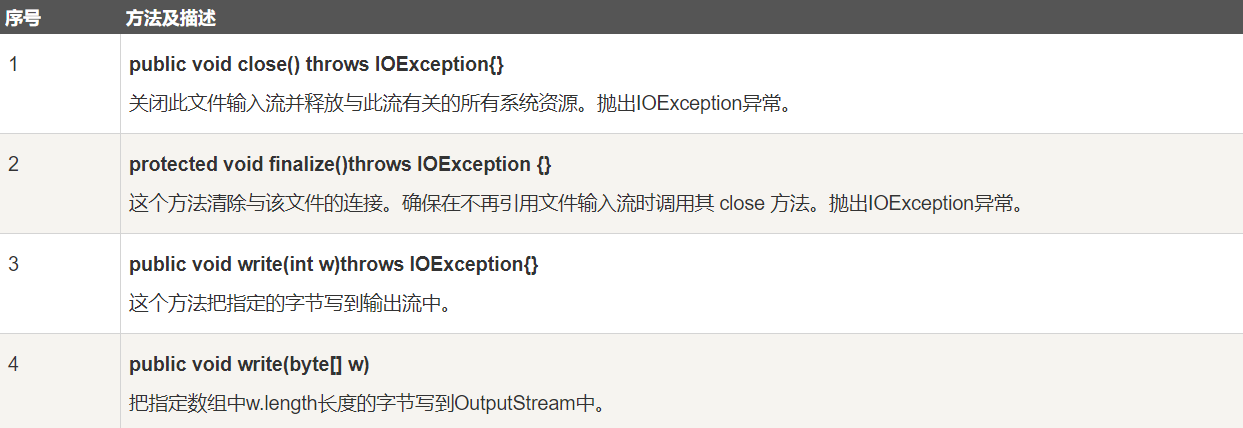 序号 方法及描述
1 public void close() throws IOException{}
关闭此文件输入流并释放与此流有关的所有系统资源。抛出IOException异常。
2 protected void finalize()throws IOException {}
这个方法清除与该文件的连接。确保在不再引用文件输入流时调用其 close 方法。抛出IOException异常。
3 public void write(int w)throws IOException{}
这个方法把指定的字节写到输出流中。
4 public void write(byte[] w)
把指定数组中w.length长度的字节写到OutputStream中。